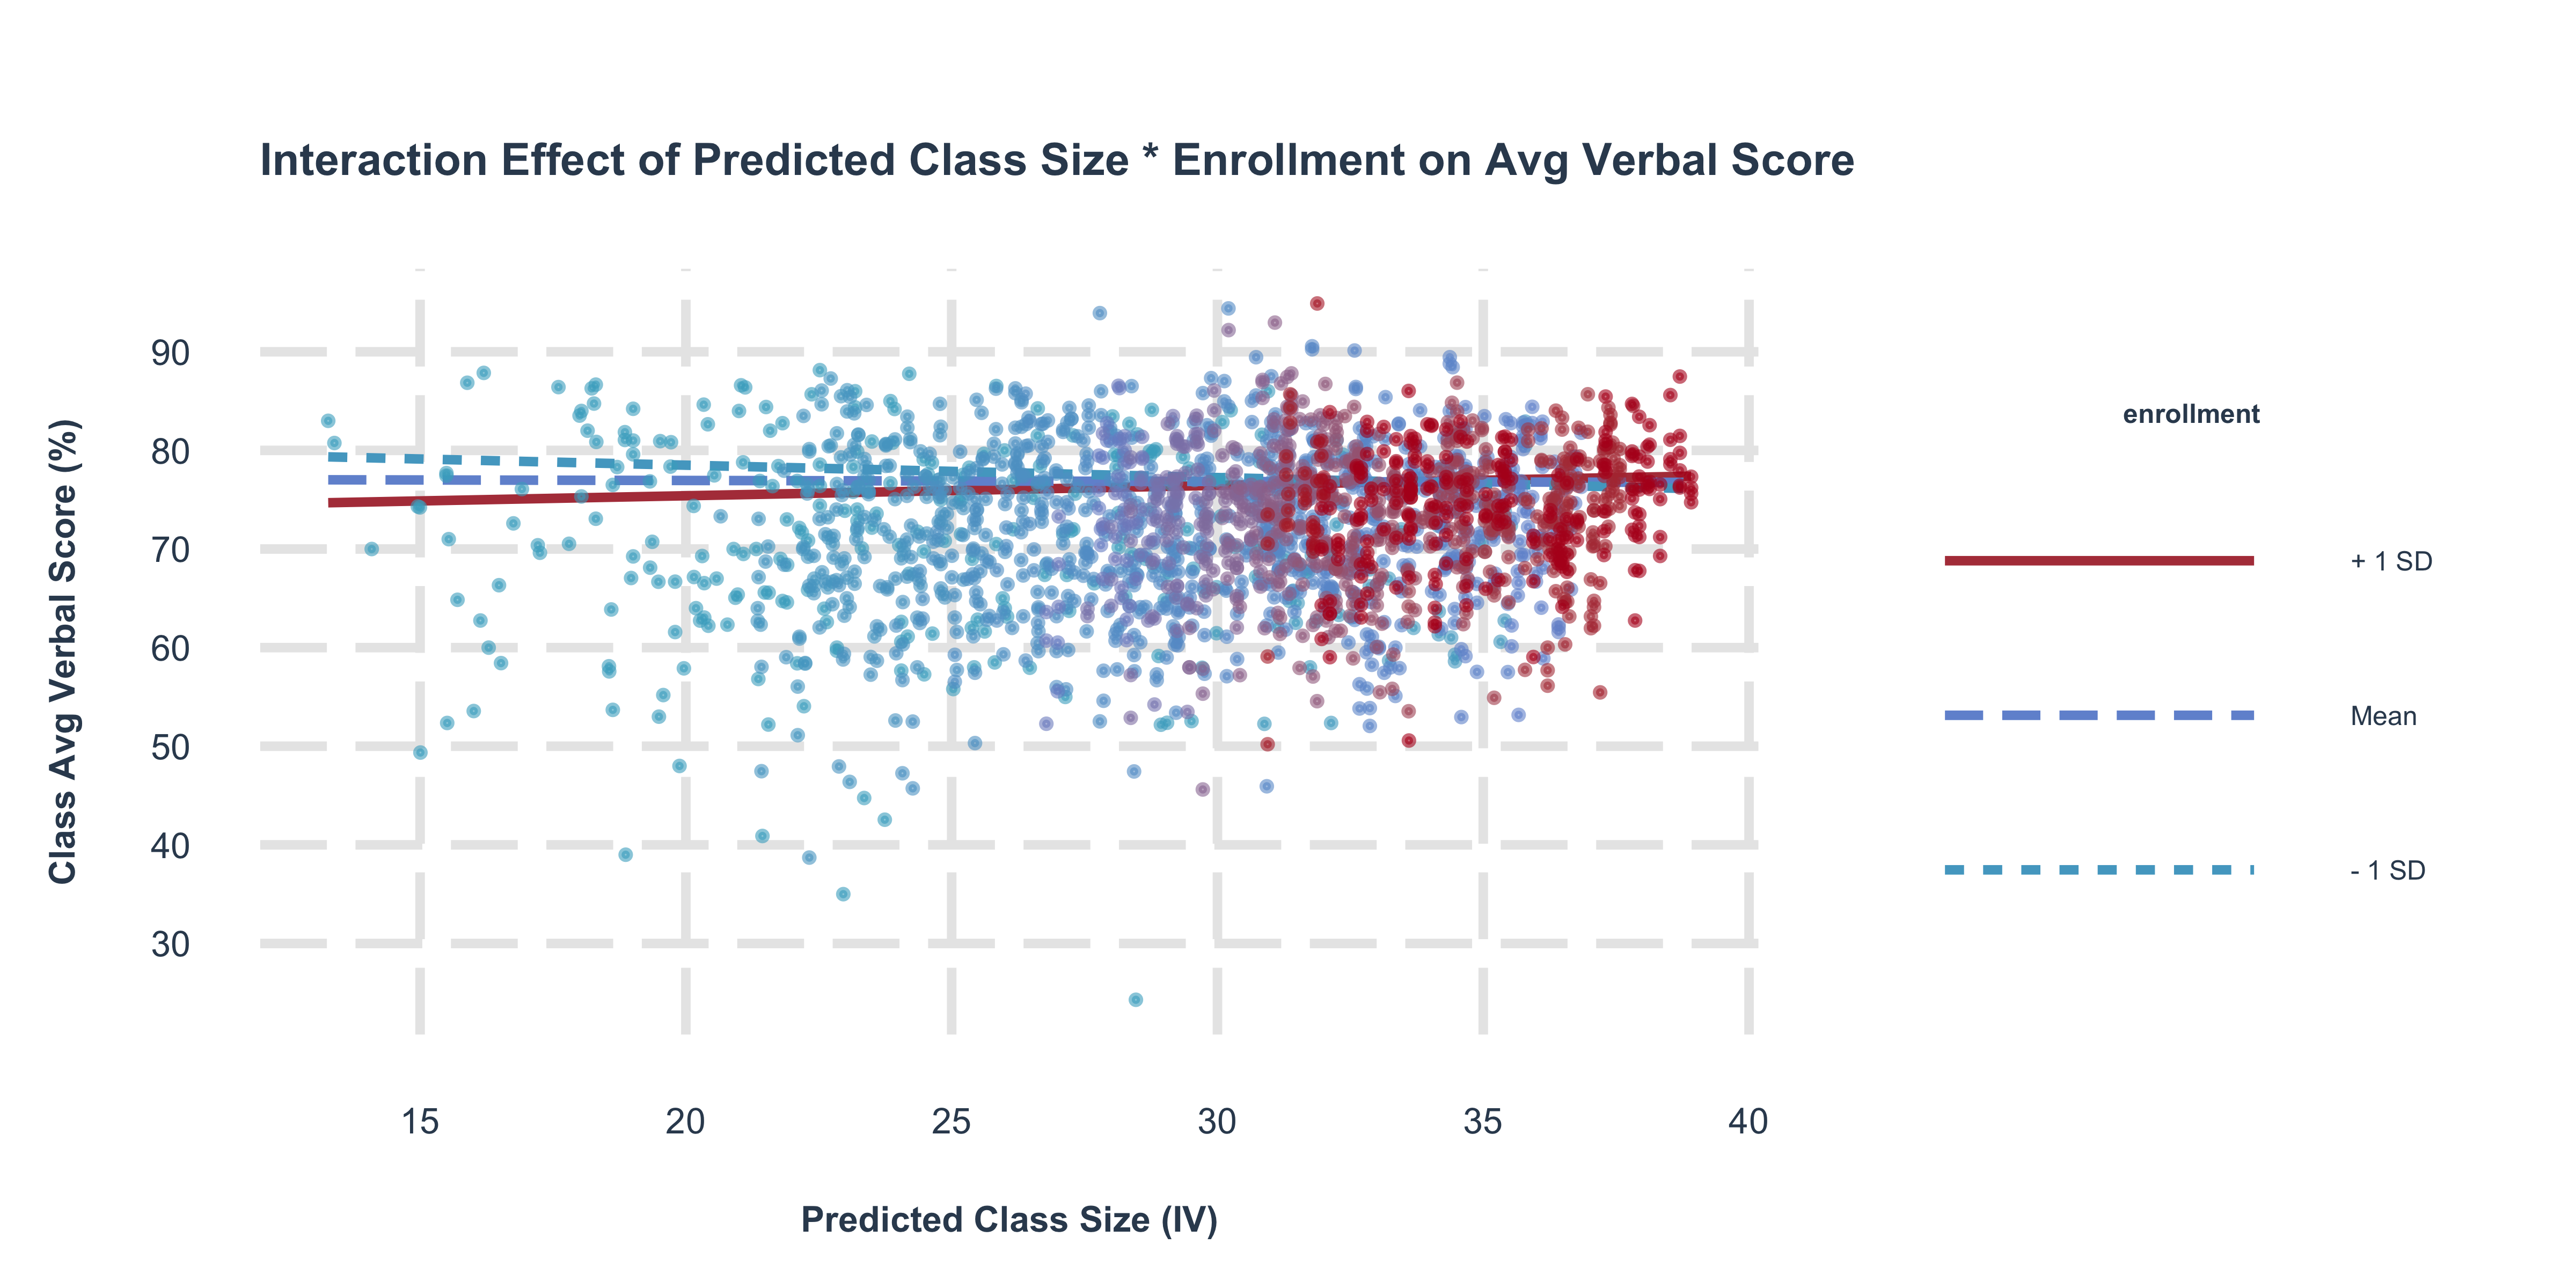 Interaction Effect of Predicted Class Size * Enrollment on Avg Verbal Score
Class Avg Verbal Score (%)
90
80
70
60
50
40
30
15 20 25 30 35 40
Predicted Class Size (IV)
enrollment
+ 1 SD
Mean
- 1 SD